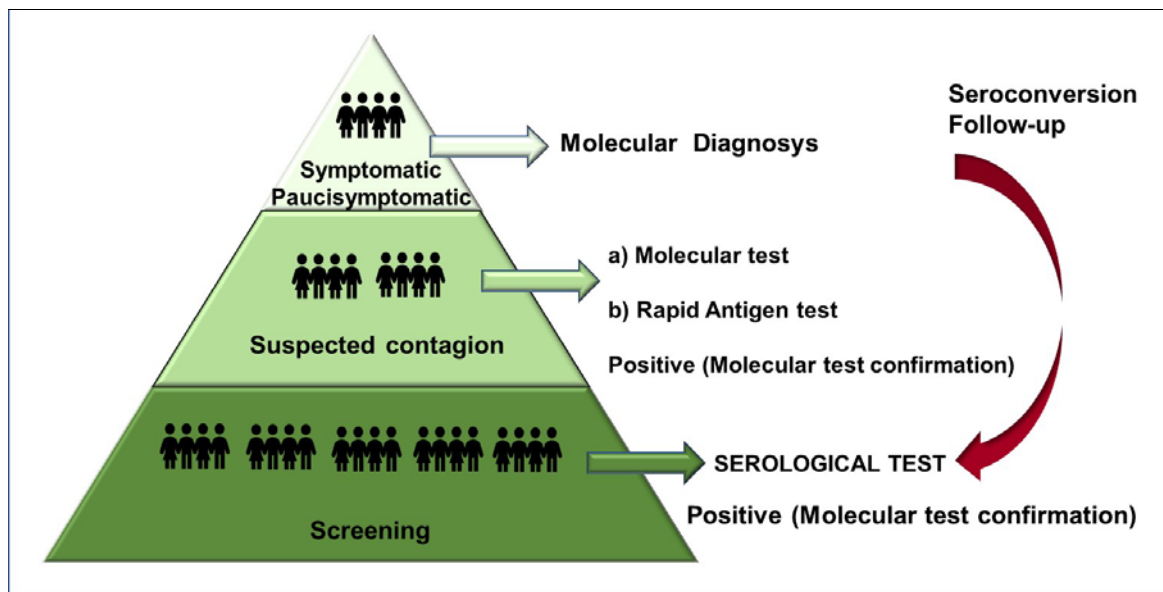 Symptomatic
Paucisymptomatic
Molecular Diagnosys
Seroconversion
Follow-up
Suspected contagion
a) Molecular test
b) Rapid Antigen test
Positive (Molecular test confirmation)
Screening
SEROLOGICAL TEST
Positive (Molecular test confirmation)